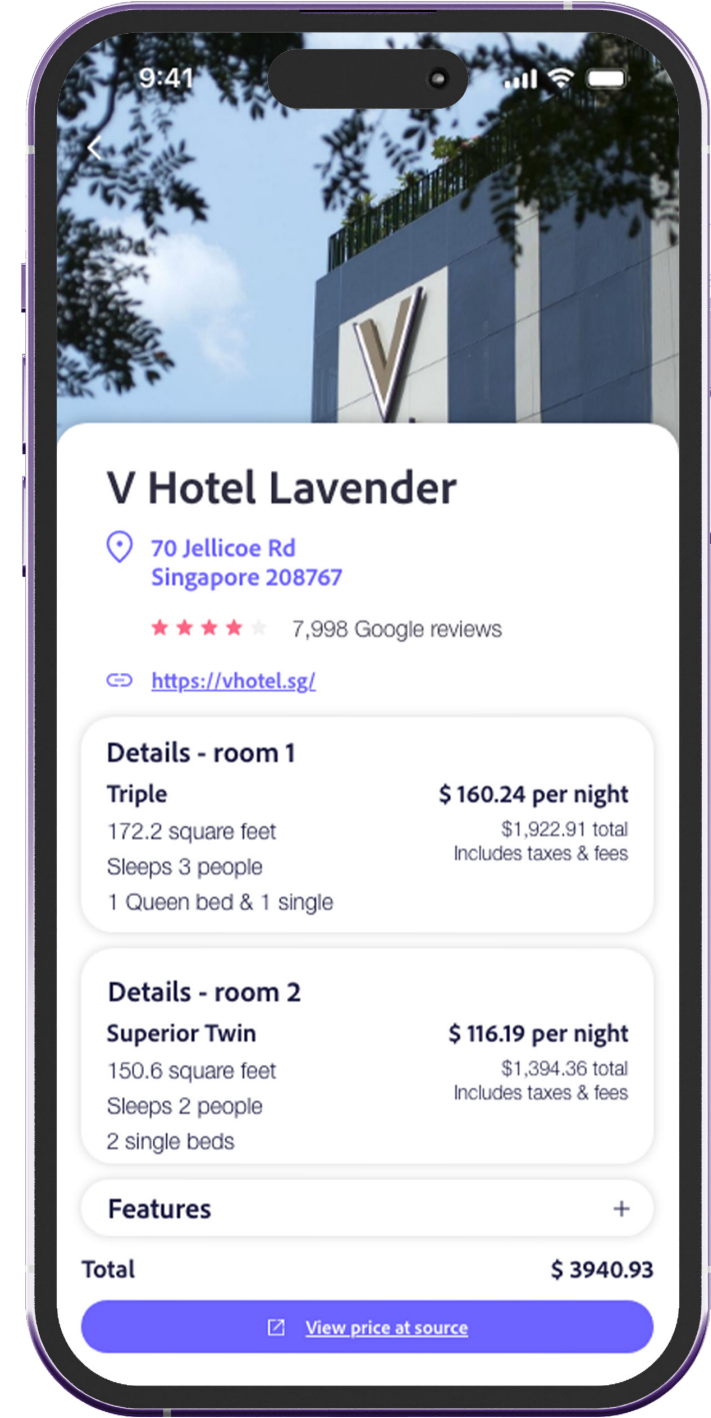 9:41
V
V Hotel Lavender
70 Jellicoe Rd
Singapore 208767
7,998 Google reviews
https://vhotel.sg/
Details - room 1
Triple
$ 160.24 per night
172.2 square feet
$1,922.91 total
Includes taxes & fees
Sleeps 3 people
1 Queen bed & 1 single
Details - room 2
Superior Twin
$ 116.19 per night
150.6 square feet
$1,394.36 total
Includes taxes & fees
Sleeps 2 people
2 single beds
Features +
Total
$ 3940.93
View price at source